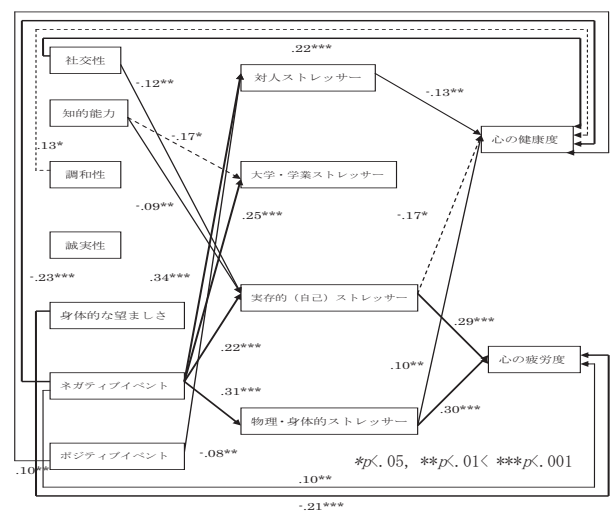 .22***
社交性
対人ストレッサー
-.12**
-.13**
知的能力
-.17*
心の健康度
.13*
調和性
大学・学業ストレッサー
-.09**
.25***
-.17*
誠実性
-.23***
.34***
実存的（自己）ストレッサー
身体的な望ましさ
.29***
.22***
心の疲労度
ネガティブイベント
.10**
.31***
.30***
物理・身体的ストレッサー
ポジティブイベント
-.08**
*p<.05, **p<.01< ***p<.001
.10**
.10**
-.21***